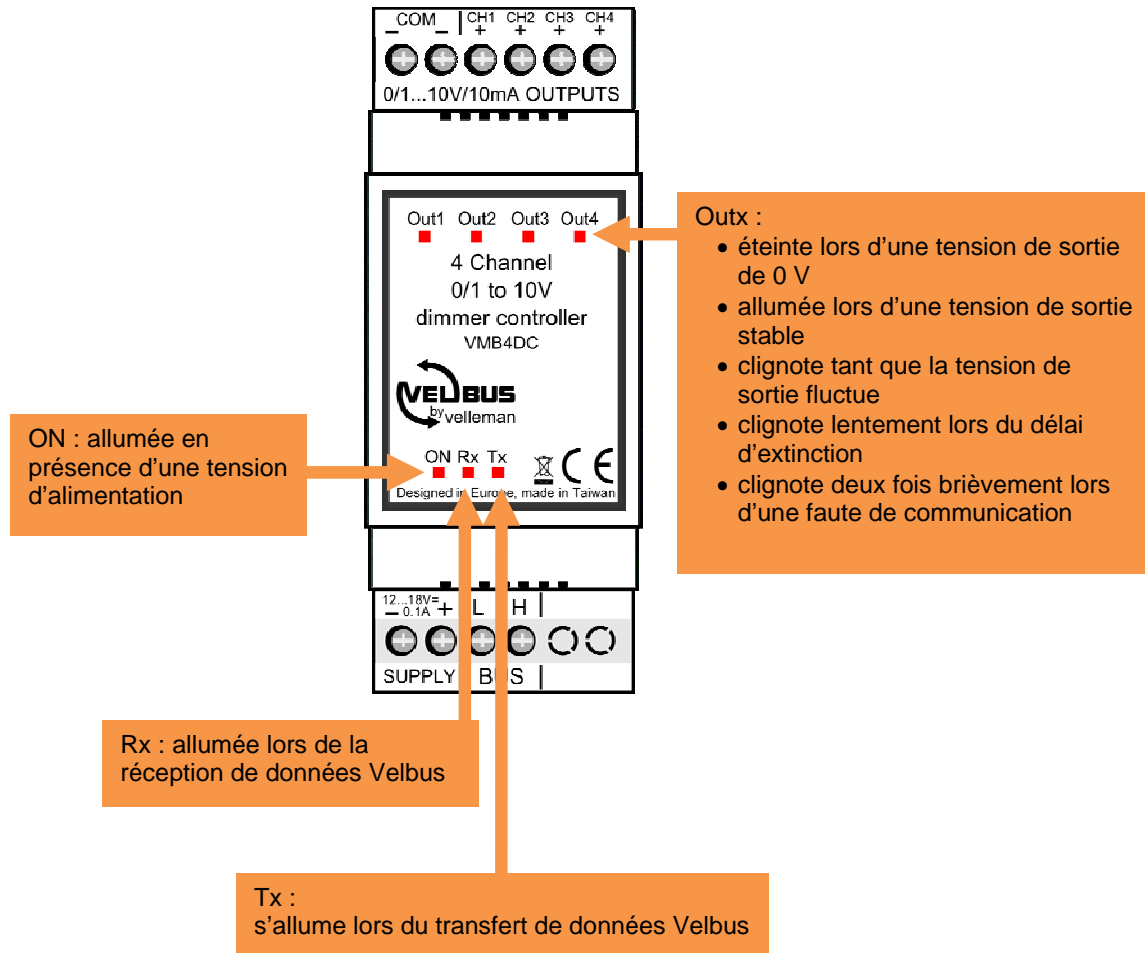 _COM_ | CH1 CH2 CH3 CH4
+ + + +
0/1...10V/10mA OUTPUTS
Out1 Out2 Out3 Out4
4 Channel
0/1 to 10V
dimmer controller
VMB4DC
VELBUS
by velleman
ON Rx Tx
CE
Designed in Europe, made in Taiwan
12...18V=
– 0.1A + L H
SUPPLY BUS
Outx :
• éteinte lors d’une tension de sortie
de 0 V
• allumée lors d’une tension de sortie
stable
• clignote tant que la tension de
sortie fluctue
• clignote lentement lors du délai
d’extinction
• clignote deux fois brièvement lors
d’une faute de communication
ON : allumée en
présence d’une tension
d’alimentation
Rx : allumée lors de la
réception de données Velbus
Tx :
s’allume lors du transfert de données Velbus